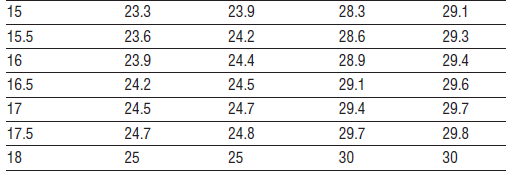 15 23.3 23.9 28.3 29.1
15.5 23.6 24.2 28.6 29.3
16 23.9 24.4 28.9 29.4
16.5 24.2 24.5 29.1 29.6
17 24.5 24.7 29.4 29.7
17.5 24.7 24.8 29.7 29.8
18 25 25 30 30